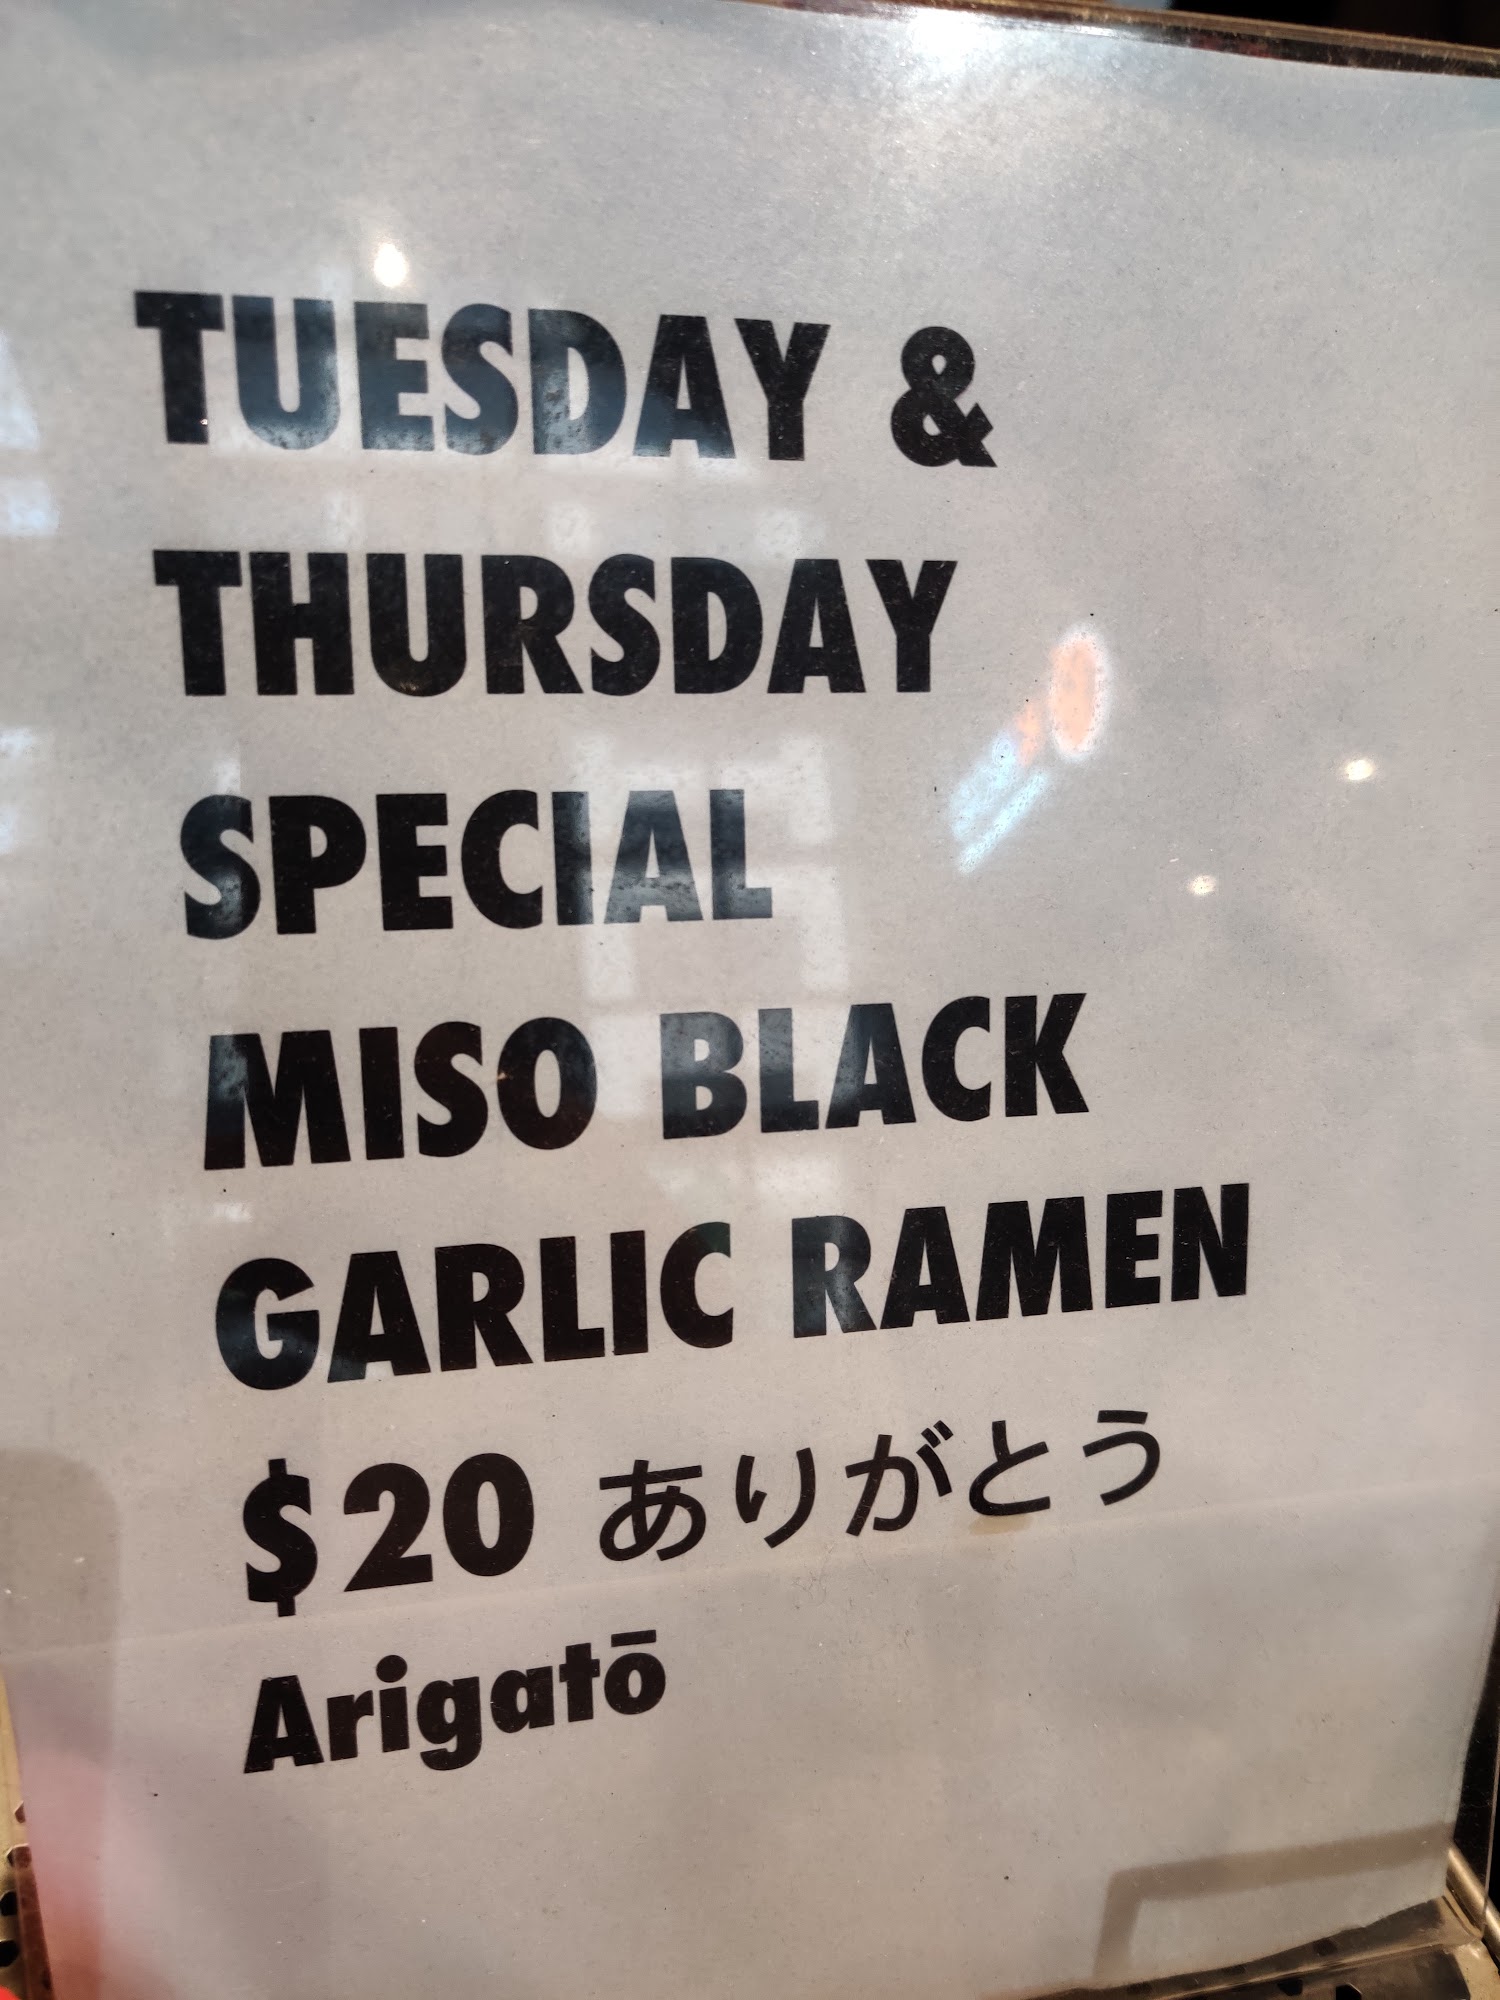 TUESDAY &
THURSDAY
SPECIAL
MISO BLACK
GARLIC RAMEN
$20 ありがとう
Arigatō